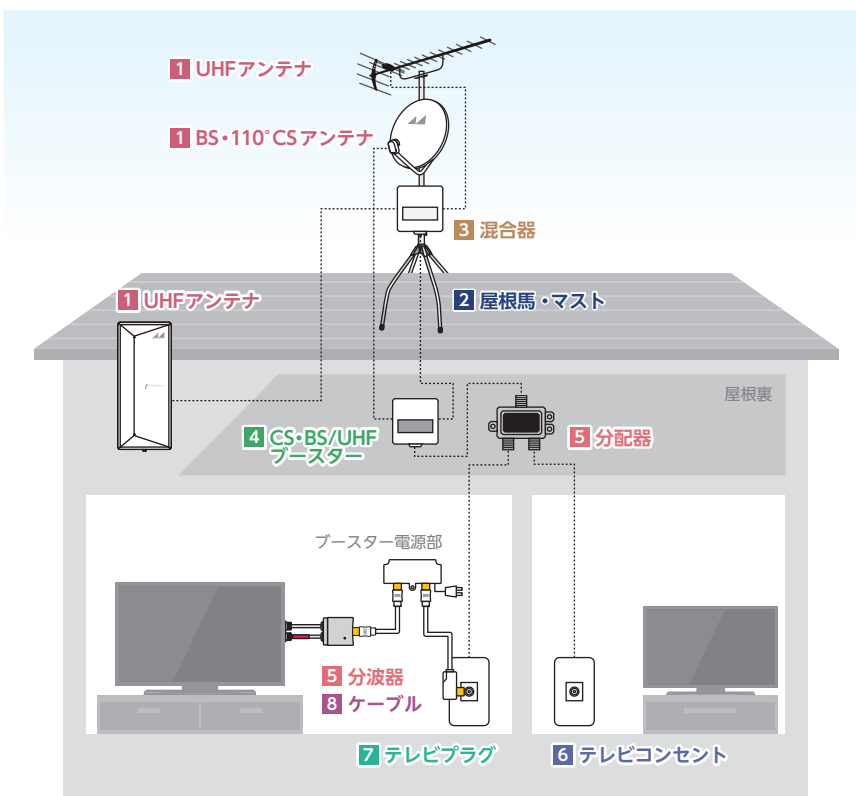 1 UHFアンテナ
1 BS・110°CSアンテナ
3 混合器
1 UHFアンテナ
2 屋根馬・マスト
屋根裏
4 CS・BS/UHF
ブースター
5 分配器
ブースター電源部
5 分波器
8 ケーブル
7 テレビプラグ
6 テレビコンセント